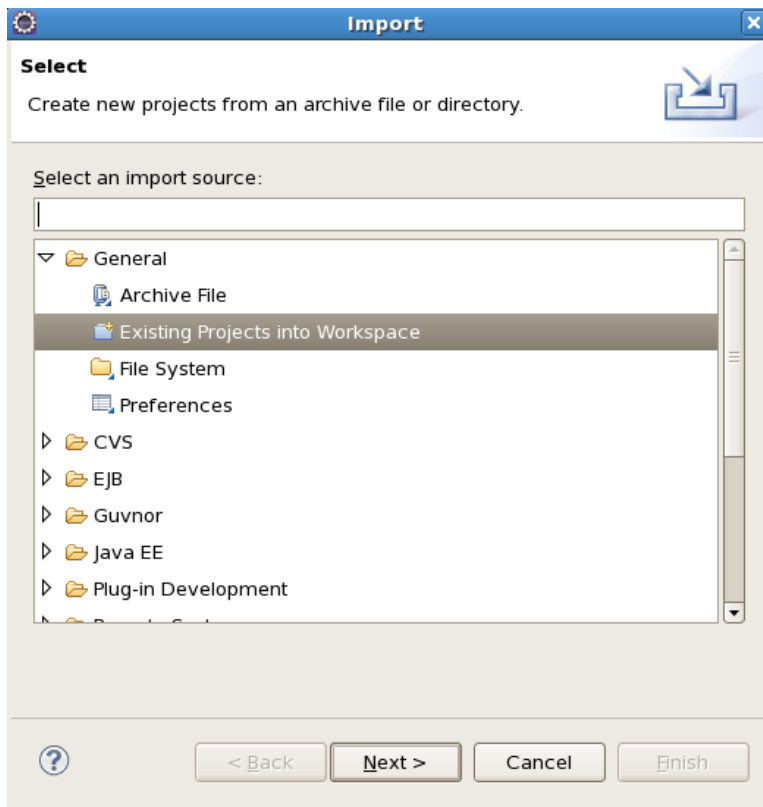 Import
Select
Create new projects from an archive file or directory.
Select an import source:
General
Archive File
Existing Projects into Workspace
File System
Preferences
CVS
EJB
Guvnor
Java EE
Plug-in Development
< Back Next > Cancel Finish